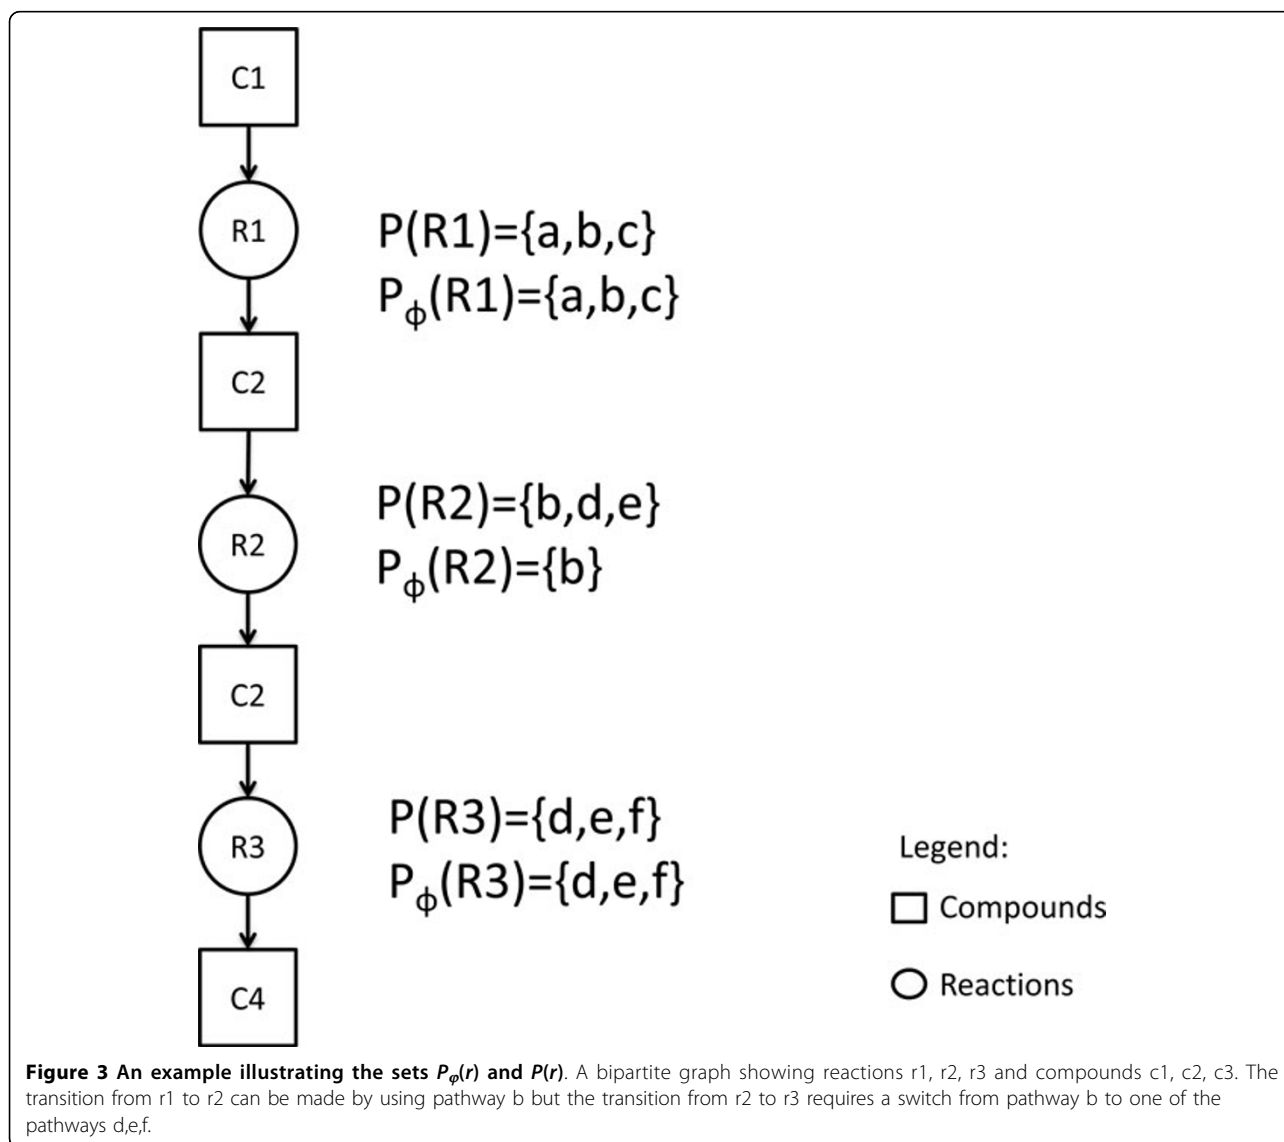 C1
R1
P(R1)={a,b,c}
Pϕ(R1)={a,b,c}
C2
P(R2)={b,d,e}
R2
Pϕ(R2)={b}
C2
P(R3)={d,e,f}
R3
Pϕ(R3)={d,e,f}
Legend:
Compounds
Reactions
C4
Figure 3 An example illustrating the sets Pφ(r) and P(r). A bipartite graph showing reactions r1, r2, r3 and compounds c1, c2, c3. The
transition from r1 to r2 can be made by using pathway b but the transition from r2 to r3 requires a switch from pathway b to one of the
pathways d,e,f.